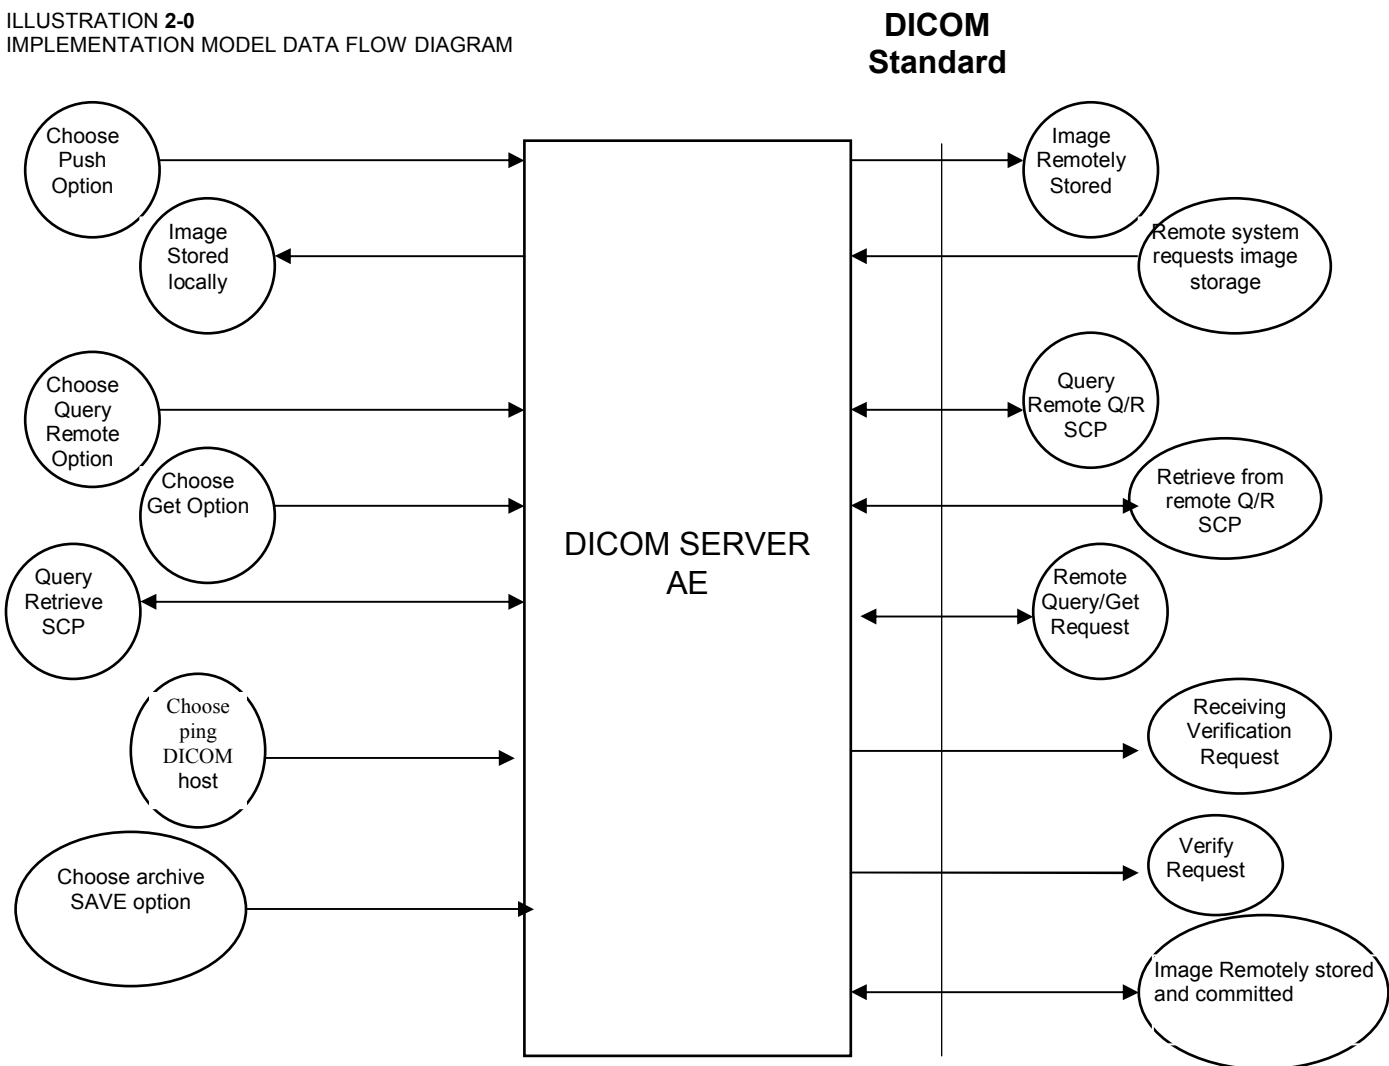 ILLUSTRATION 2-0
IMPLEMENTATION MODEL DATA FLOW DIAGRAM
DICOM
Standard
Choose
Push
Option
Image
Stored
locally
Choose
Query
Remote
Option
Choose
Get Option
Query
Retrieve
SCP
Choose
ping
DICOM
host
Choose archive
SAVE option
DICOM SERVER
AE
Image
Remotely
Stored
Remote system
requests image
storage
Query
Remote Q/R
SCP
Retrieve from
remote Q/R
SCP
Remote
Query/Get
Request
Receiving
Verification
Request
Verify
Request
Image Remotely stored
and committed